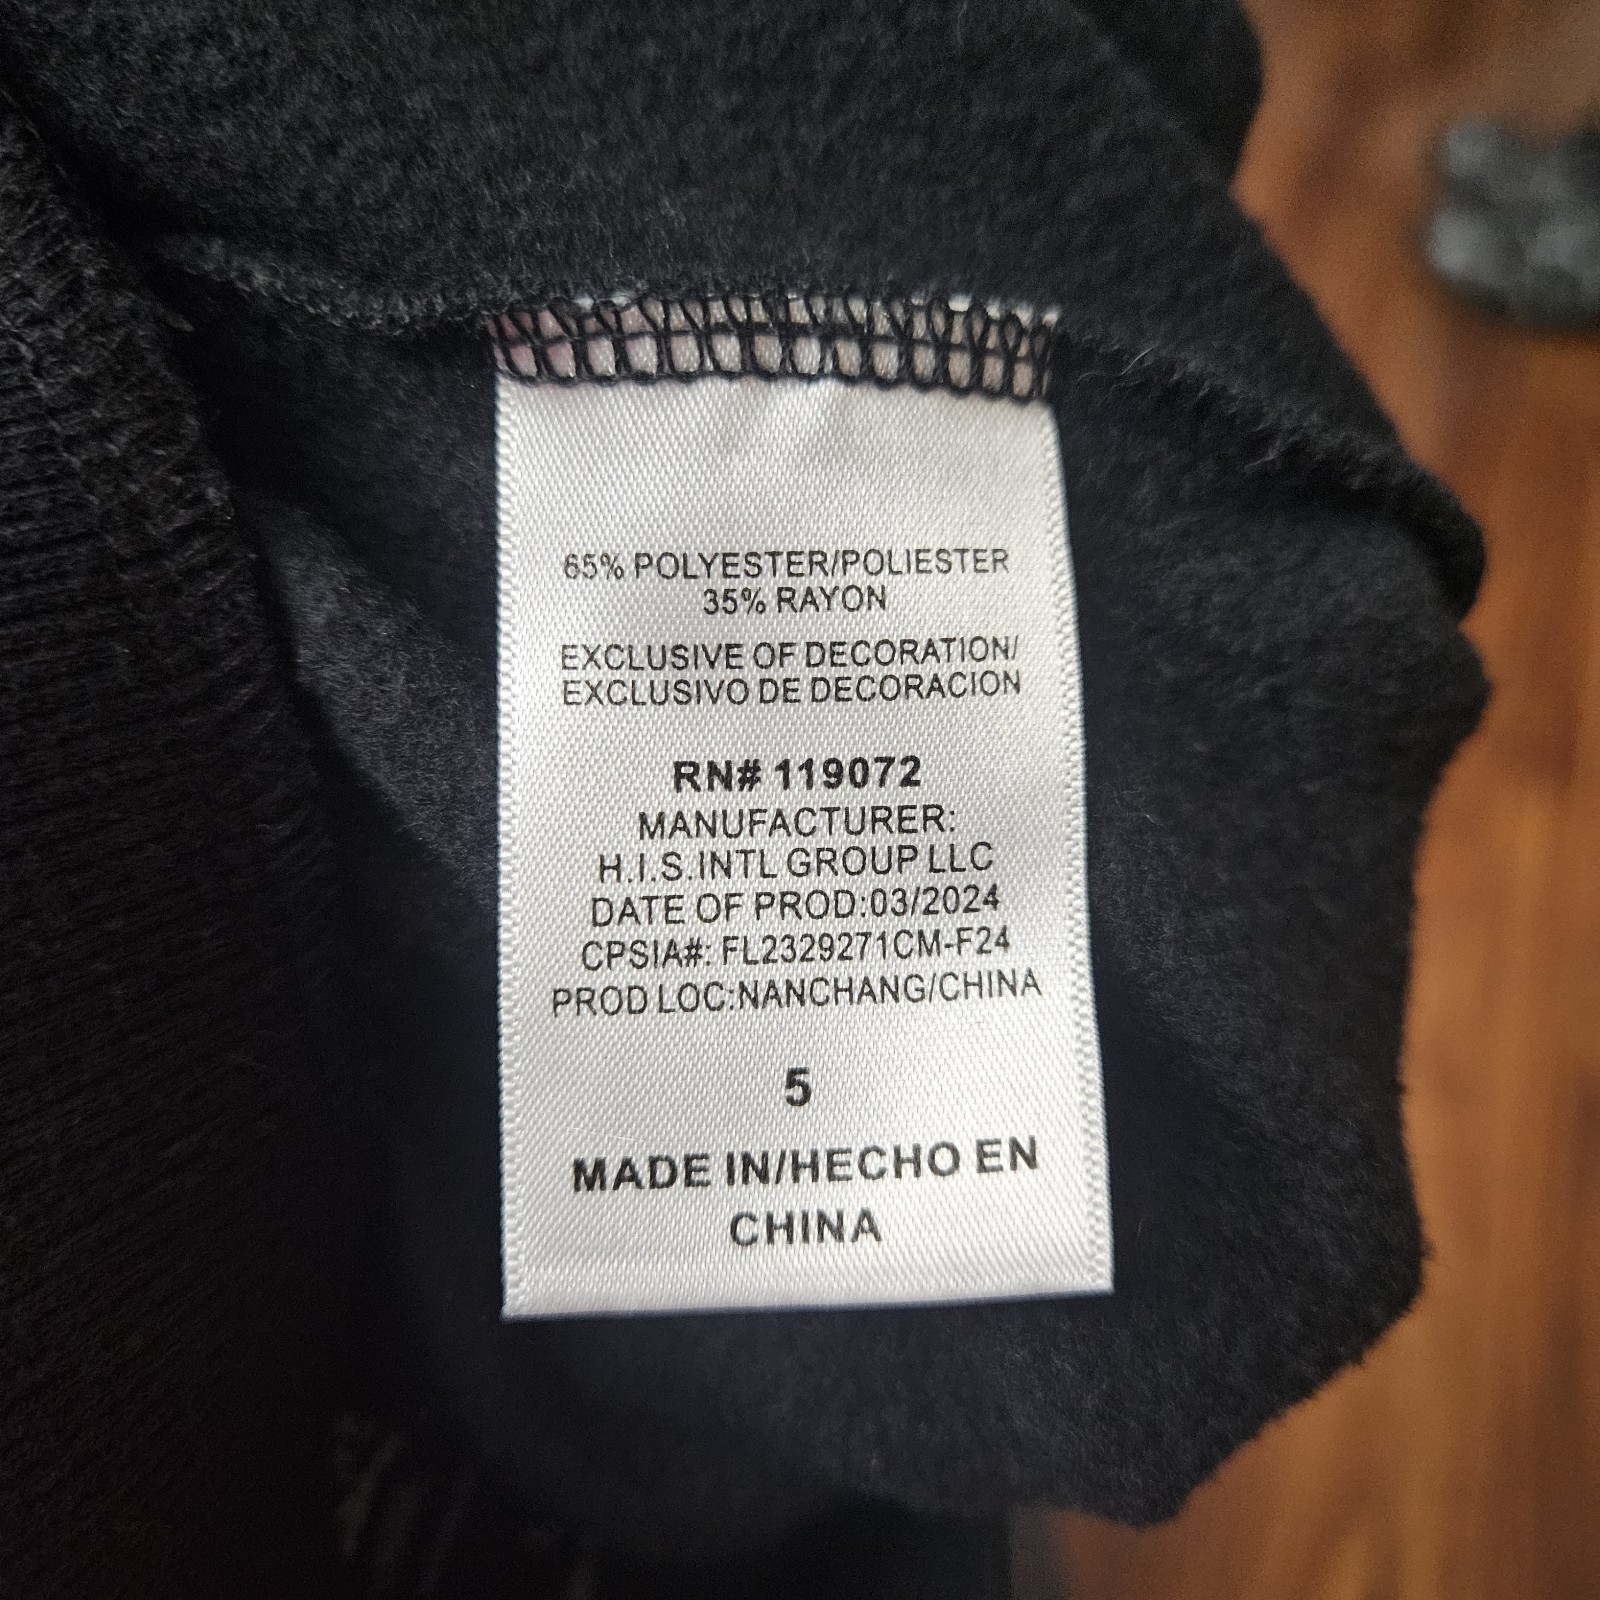 65% POLYESTER/POLIESTER
35% RAYON
EXCLUSIVE OF DECORATION/
EXCLUSIVO DE DECORACION
RN# 119072
MANUFACTURER:
H.I.S.INTL GROUP LLC
DATE OF PROD:03/2024
CPSIA#: FL2329271CM-F24
PROD LOC:NANCHANG/CHINA
5
MADE IN/HECHO EN
CHINA